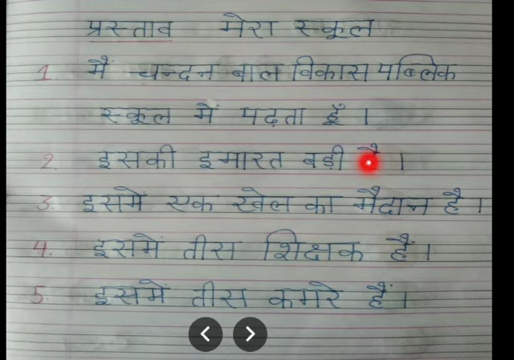 प्रस्ताव मेरा स्कूल
1. मैं चन्दन बाल विकास पब्लिक
स्कूल में पढ़ता हूँ ।
2. इसकी इमारत बड़ी है ।
3. इसमें एक खेल का मैदान है ।
4. इसमें तीस शिक्षक हैं ।
5. इसमें तीस कमरे हैं ।